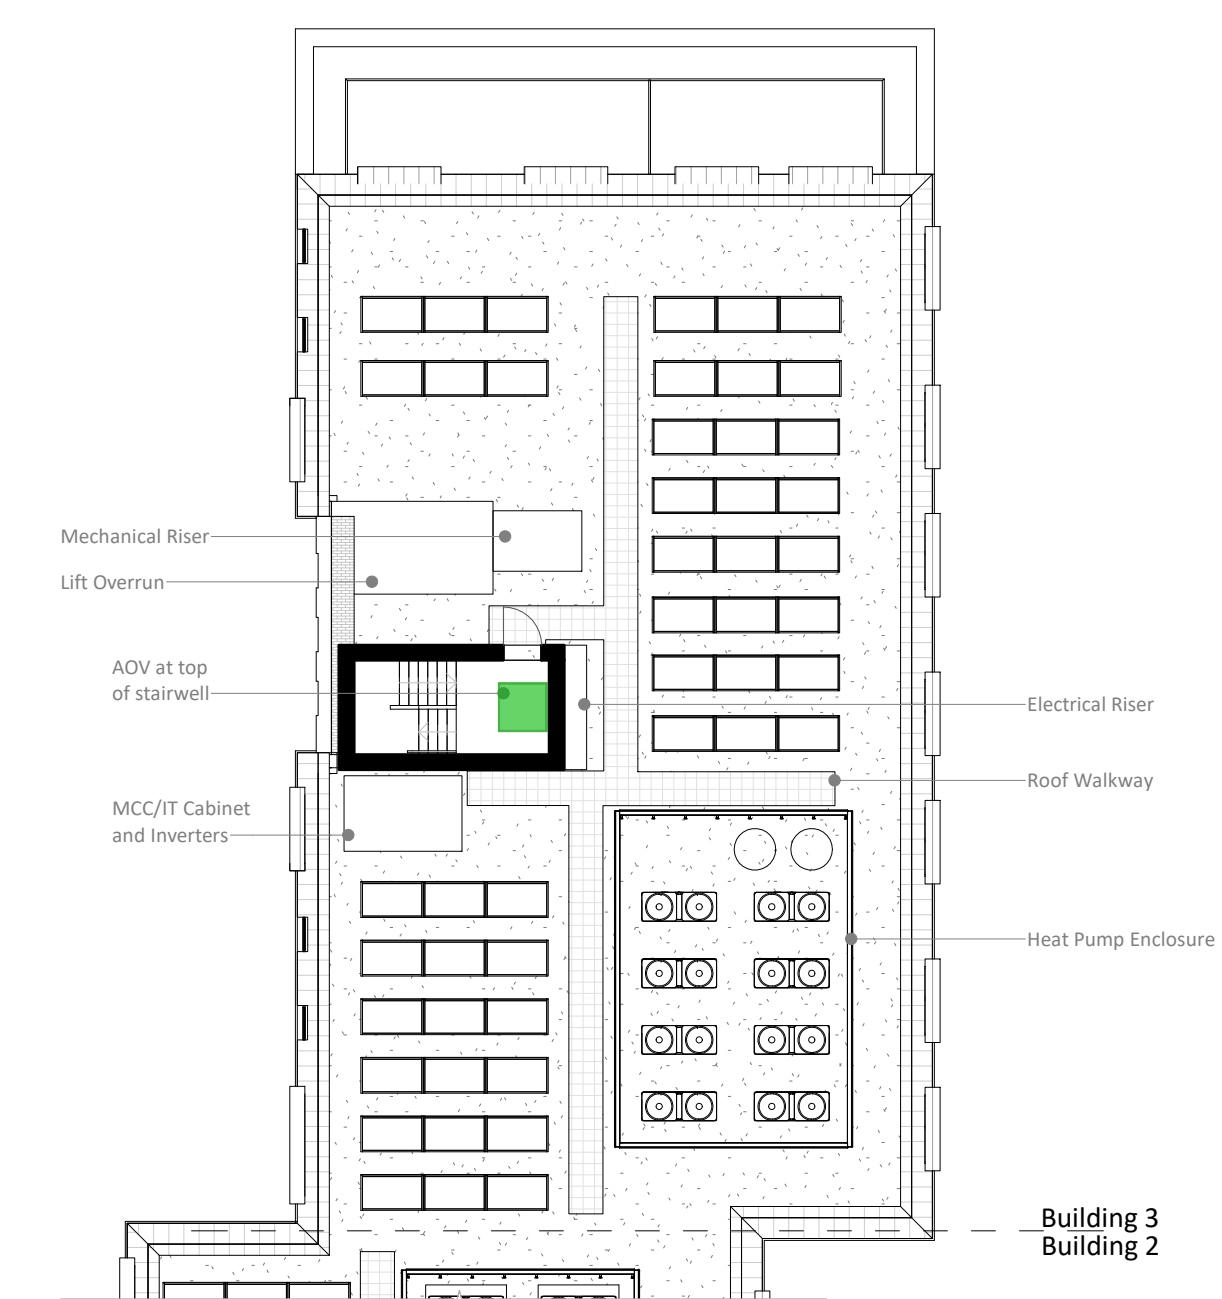 Mechanical Riser
Lift Overrun
AOV at top
of stairwell
Electrical Riser
Roof Walkway
MCC/IT Cabinet
and Inverters
Heat Pump Enclosure
Building 3
Building 2